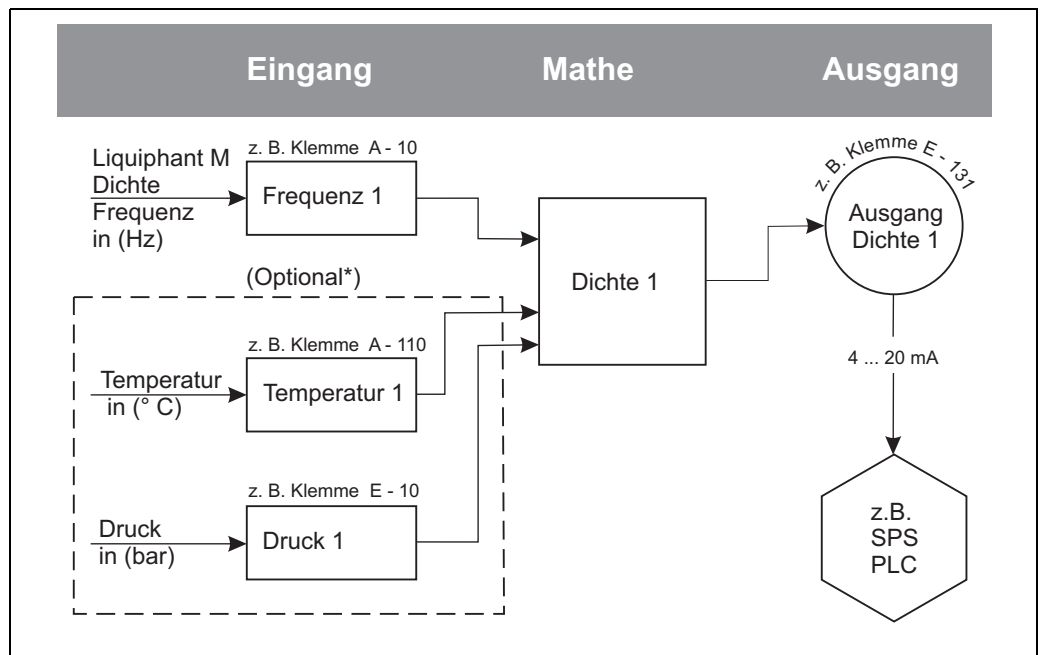 Eingang Mathe Ausgang
z. B. Klemme A - 10
Liquiphant M
Dichte
Frequenz
in (Hz)
Frequenz 1
(Optional*)
z. B. Klemme A - 110
Temperatur
in (° C)
Temperatur 1
z. B. Klemme E - 10
Druck
in (bar)
Druck 1
Dichte 1
z. B. Klemme E - 131
Ausgang
Dichte 1
4 ... 20 mA
z.B.
SPS
PLC